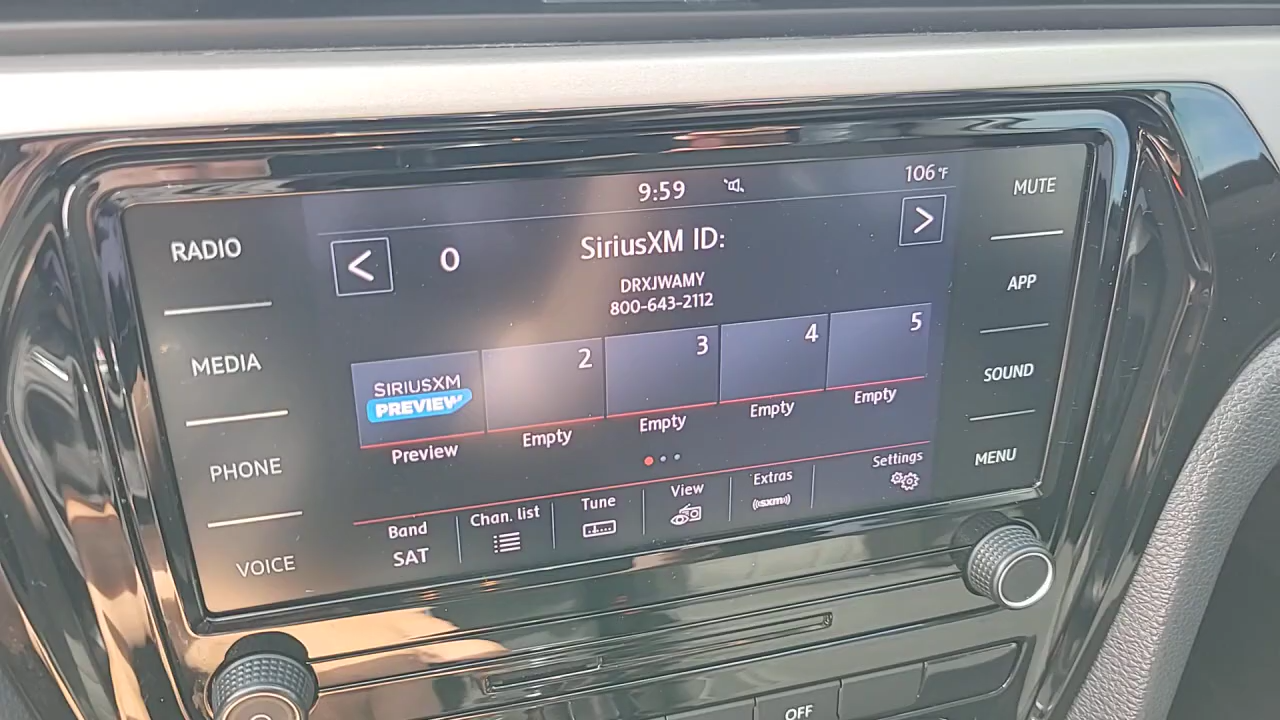 9:59
106°F
MUTE
RADIO
<
0
SiriusXM ID:
>
DRXJWAMY
800-643-2112
APP
MEDIA
SIRIUSXM
PREVIEW
2
3
4
5
Preview
Empty
Empty
Empty
Empty
SOUND
PHONE
MENU
Band
SAT
Chan. list
Tune
View
Extras
((sxm))
Settings
VOICE
OFF